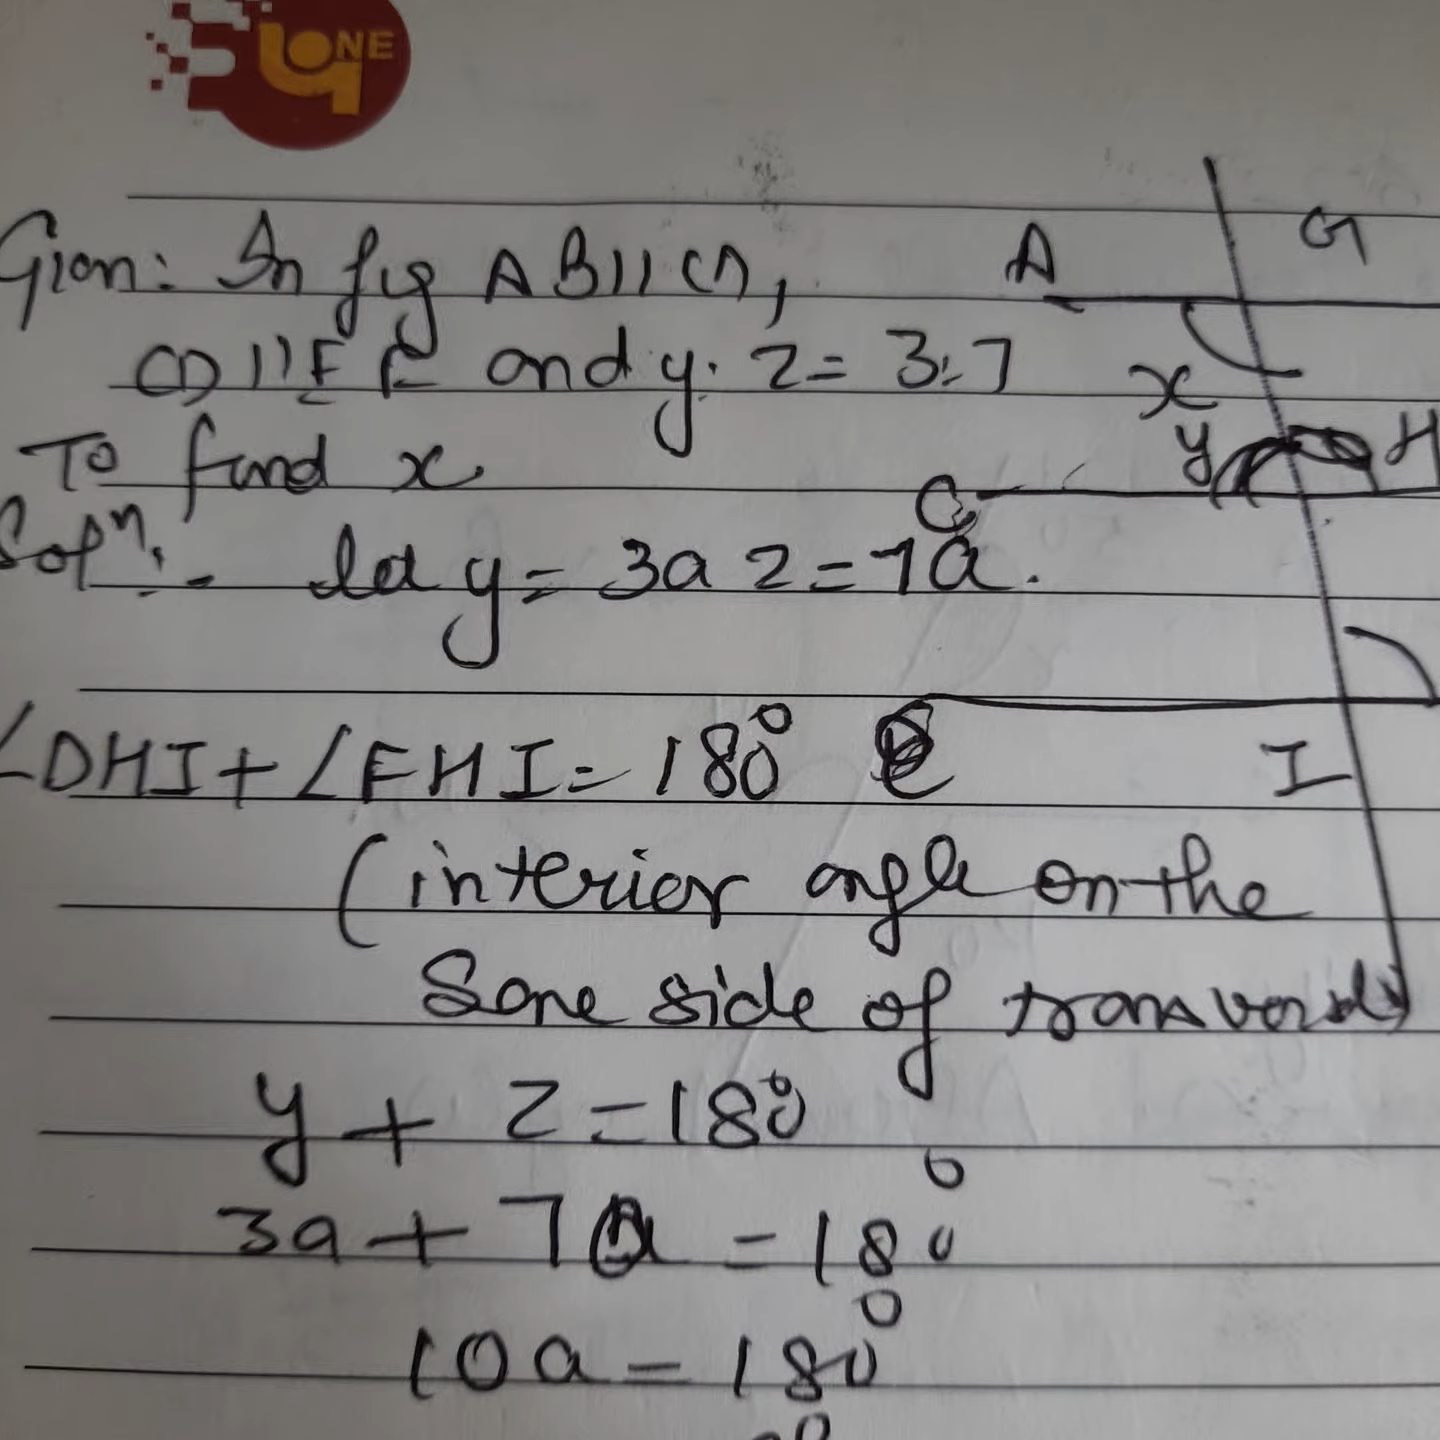 ONE
Given: In fig AB||CD,
CD||EF and y:z = 3:7
To find x
Solⁿ:- let y = 3a z = 7a.
A
G
x
y
H
C
∠DHI + ∠FHI = 180°
E
I
(interior angle on the
Same side of transversal)
y + z = 180°
3a + 7a = 180°
10a = 180°